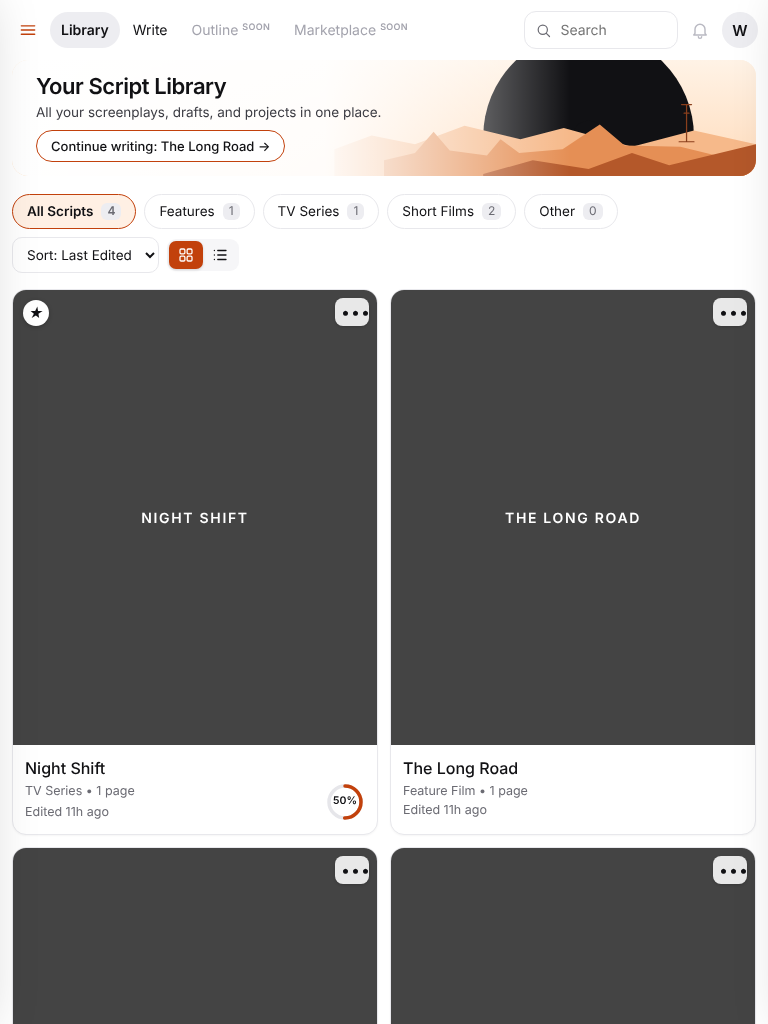 Library Write Outline SOON Marketplace SOON Search W
Your Script Library
All your screenplays, drafts, and projects in one place.
Continue writing: The Long Road →
All Scripts 4 Features 1 TV Series 1 Short Films 2 Other 0
Sort: Last Edited
NIGHT SHIFT
THE LONG ROAD
Night Shift
TV Series • 1 page
Edited 11h ago
50%
The Long Road
Feature Film • 1 page
Edited 11h ago